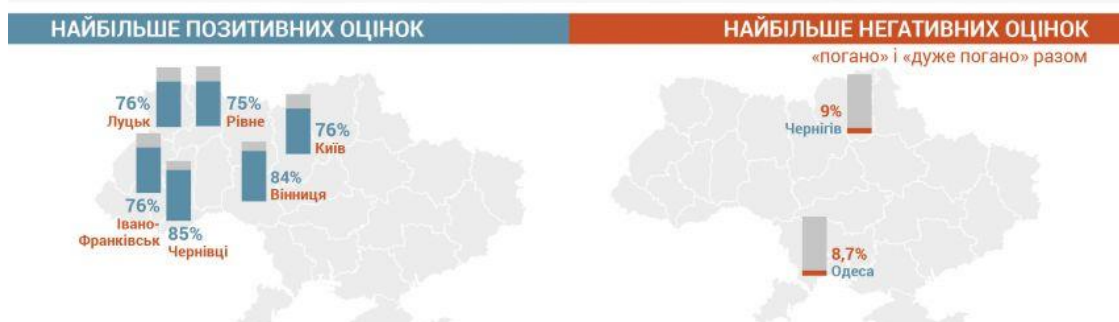 НАЙБІЛЬШЕ ПОЗИТИВНИХ ОЦІНОК
76%
Луцьк
75%
Рівне
76%
Київ
84%
Вінниця
76%
Івано-
Франківськ
85%
Чернівці
НАЙБІЛЬШЕ НЕГАТИВНИХ ОЦІНОК
«погано» і «дуже погано» разом
9%
Чернігів
8,7%
Одеса